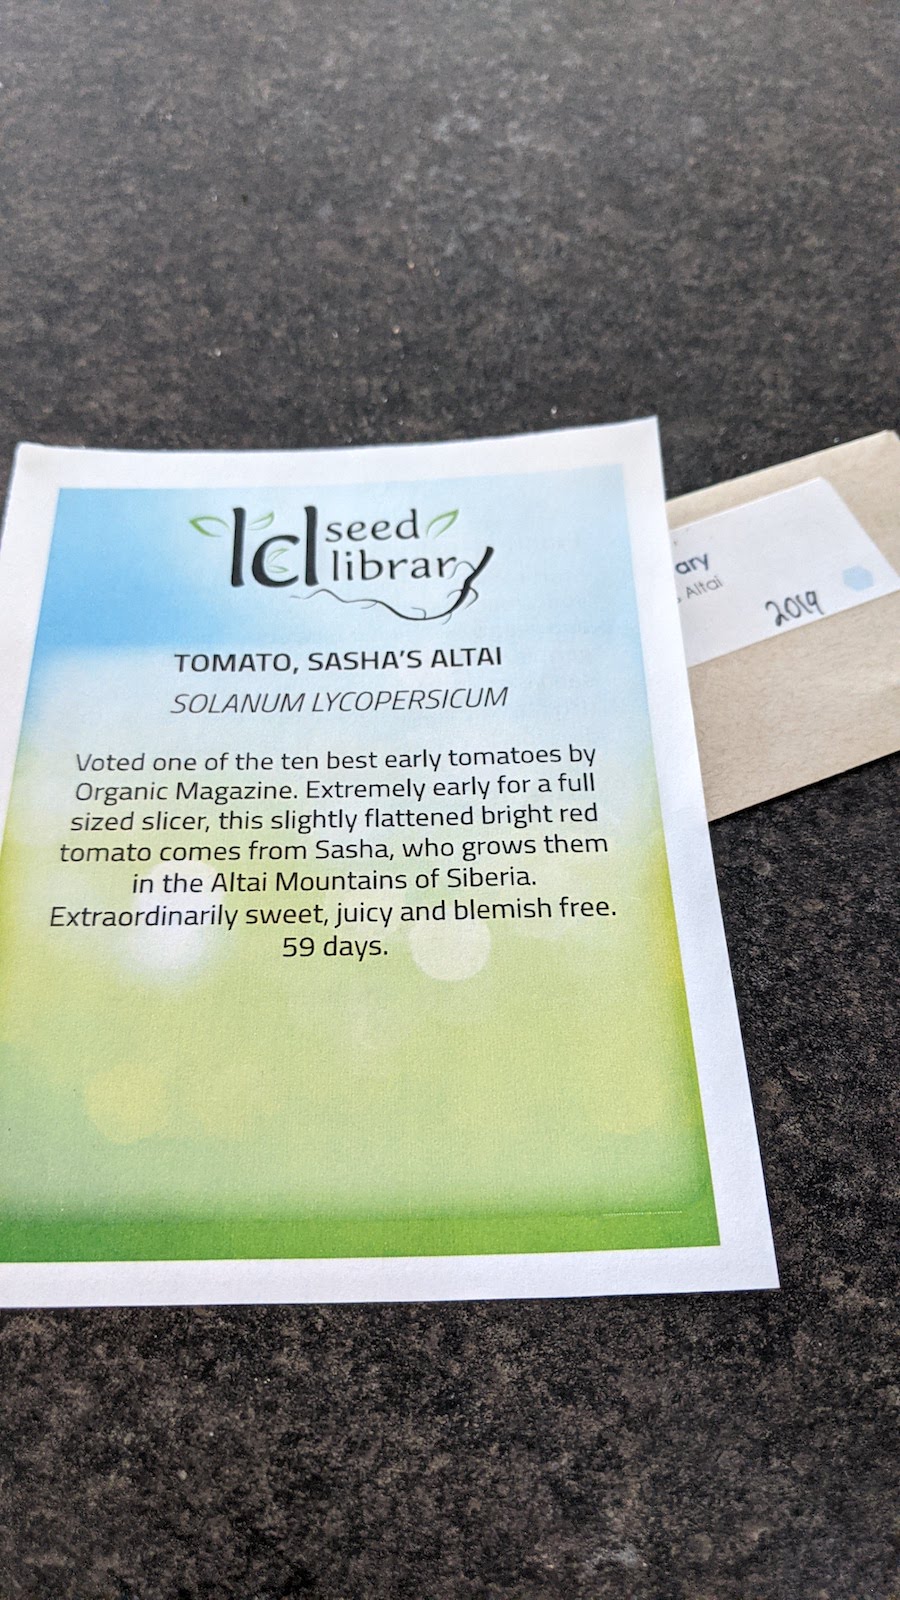 lcl seed
library
TOMATO, SASHA'S ALTAI
SOLANUM LYCOPERSICUM
Voted one of the ten best early tomatoes by
Organic Magazine. Extremely early for a full
sized slicer, this slightly flattened bright red
tomato comes from Sasha, who grows them
in the Altai Mountains of Siberia.
Extraordinarily sweet, juicy and blemish free.
59 days.
ary
Altai
2019